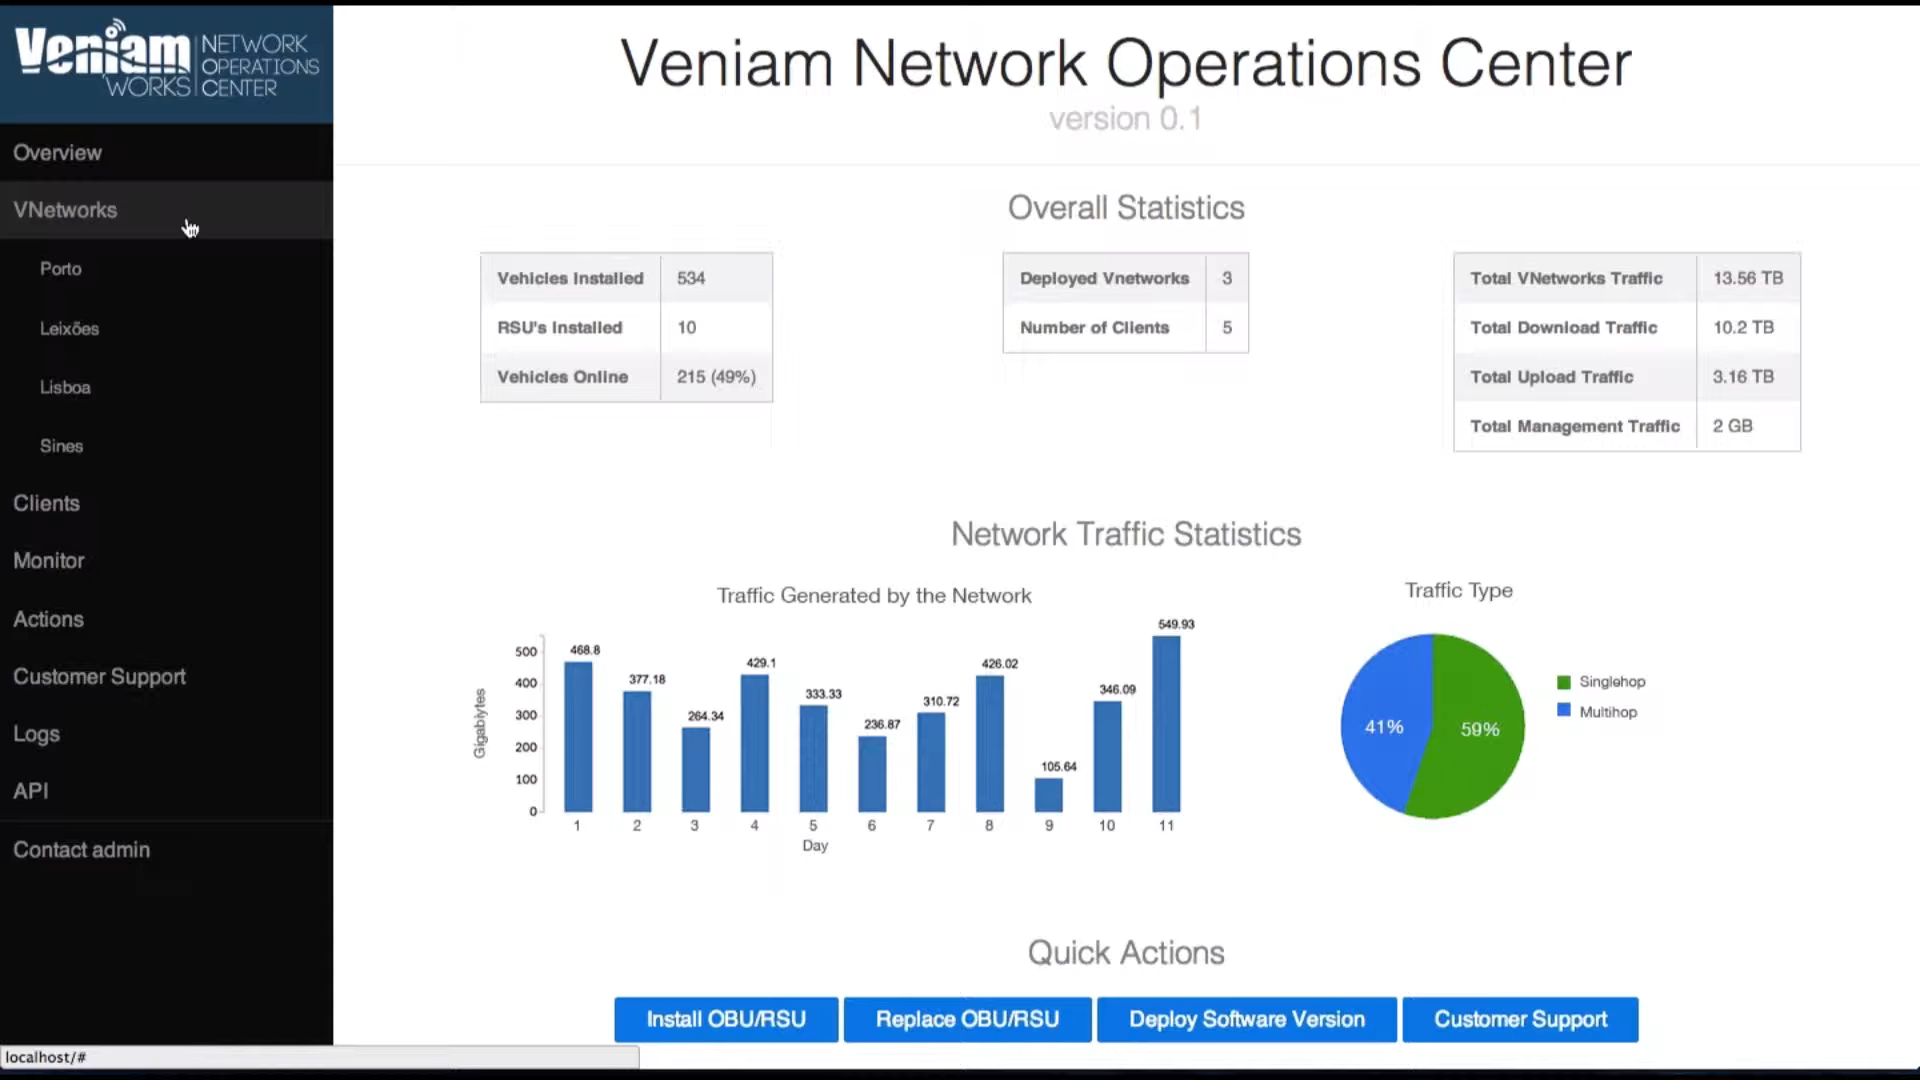 Veniam
WORKS
NETWORK
OPERATIONS
CENTER
Overview
VNetworks
Porto
Leixões
Lisboa
Sines
Clients
Monitor
Actions
Customer Support
Logs
API
Contact admin
localhost/#
Veniam Network Operations Center
version 0.1
Overall Statistics
Vehicles Installed 534
RSU's Installed 10
Vehicles Online 215 (49%)
Deployed Vnetworks 3
Number of Clients 5
Total VNetworks Traffic 13.56 TB
Total Download Traffic 10.2 TB
Total Upload Traffic 3.16 TB
Total Management Traffic 2 GB
Network Traffic Statistics
Traffic Generated by the Network
Gigabiytes
500
400
300
200
100
0
468.8
377.18
264.34
429.1
333.33
236.87
310.72
426.02
105.64
346.09
549.93
1 2 3 4 5 6 7 8 9 10 11
Day
Traffic Type
41%
59%
Singlehop
Multihop
Quick Actions
Install OBU/RSU
Replace OBU/RSU
Deploy Software Version
Customer Support